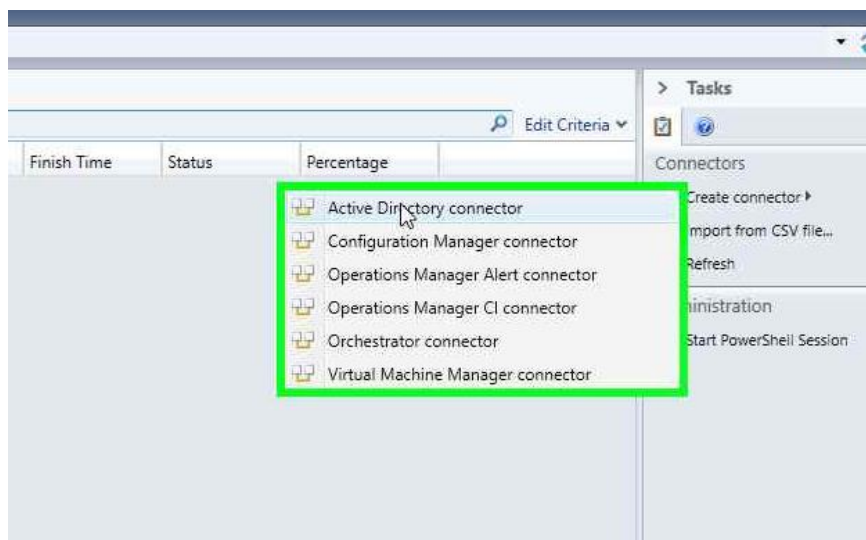 > Tasks
Edit Criteria
Finish Time Status Percentage
Connectors
Create connector
mport from CSV file...
Refresh
ministration
Start PowerShell Session
Active Directory connector
Configuration Manager connector
Operations Manager Alert connector
Operations Manager CI connector
Orchestrator connector
Virtual Machine Manager connector